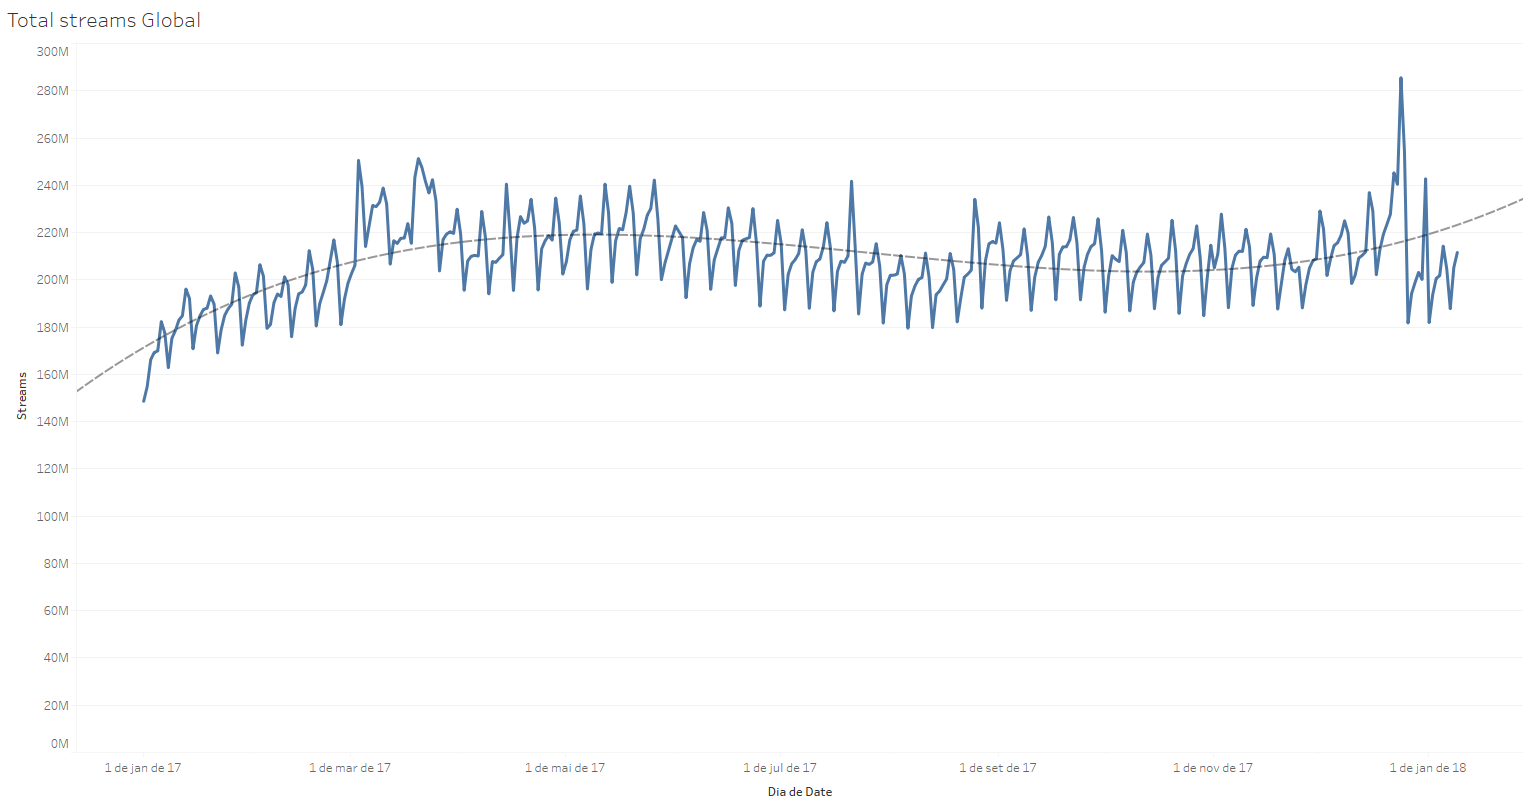 Total streams Global
300M
280M
260M
240M
220M
200M
180M
160M
140M
120M
100M
80M
60M
40M
20M
0M
Streams
1 de jan de 17 1 de mar de 17 1 de mai de 17 1 de jul de 17 1 de set de 17 1 de nov de 17 1 de jan de 18
Dia de Date